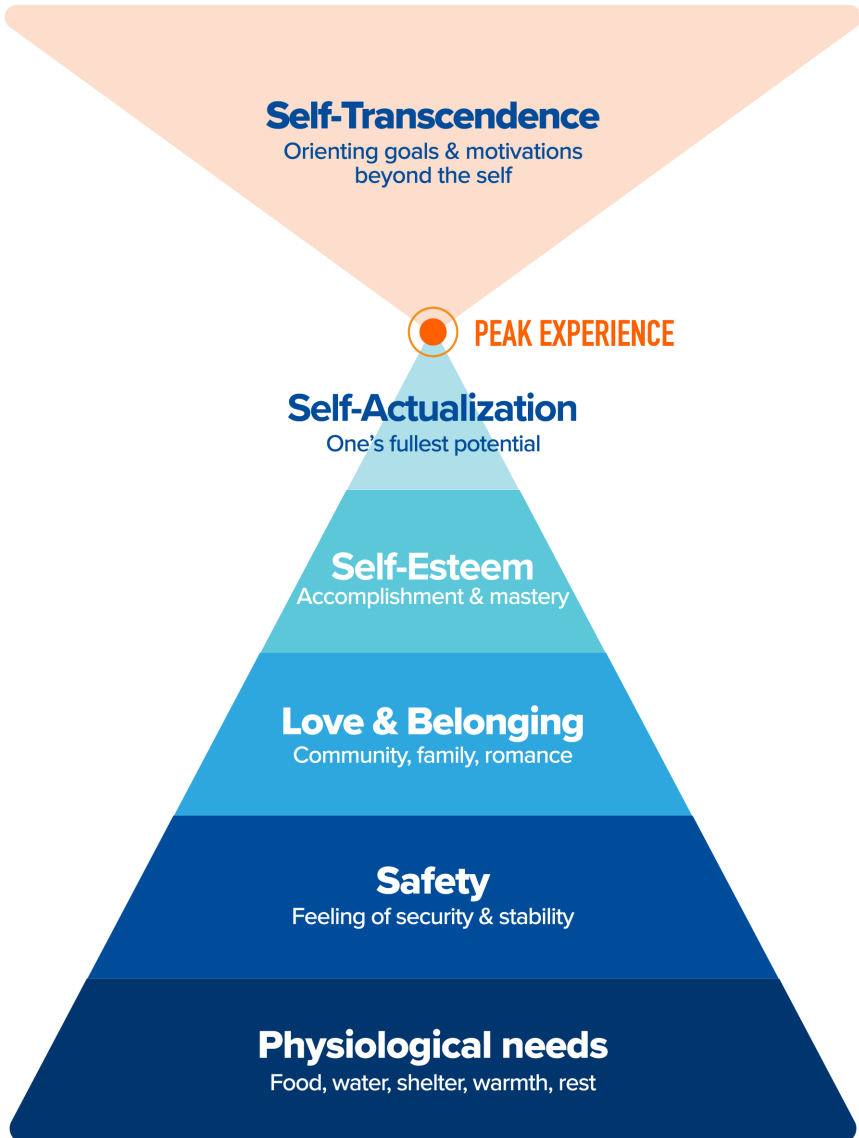 Self-Transcendence
Orienting goals & motivations
beyond the self
PEAK EXPERIENCE
Self-Actualization
One’s fullest potential
Self-Esteem
Accomplishment & mastery
Love & Belonging
Community, family, romance
Safety
Feeling of security & stability
Physiological needs
Food, water, shelter, warmth, rest